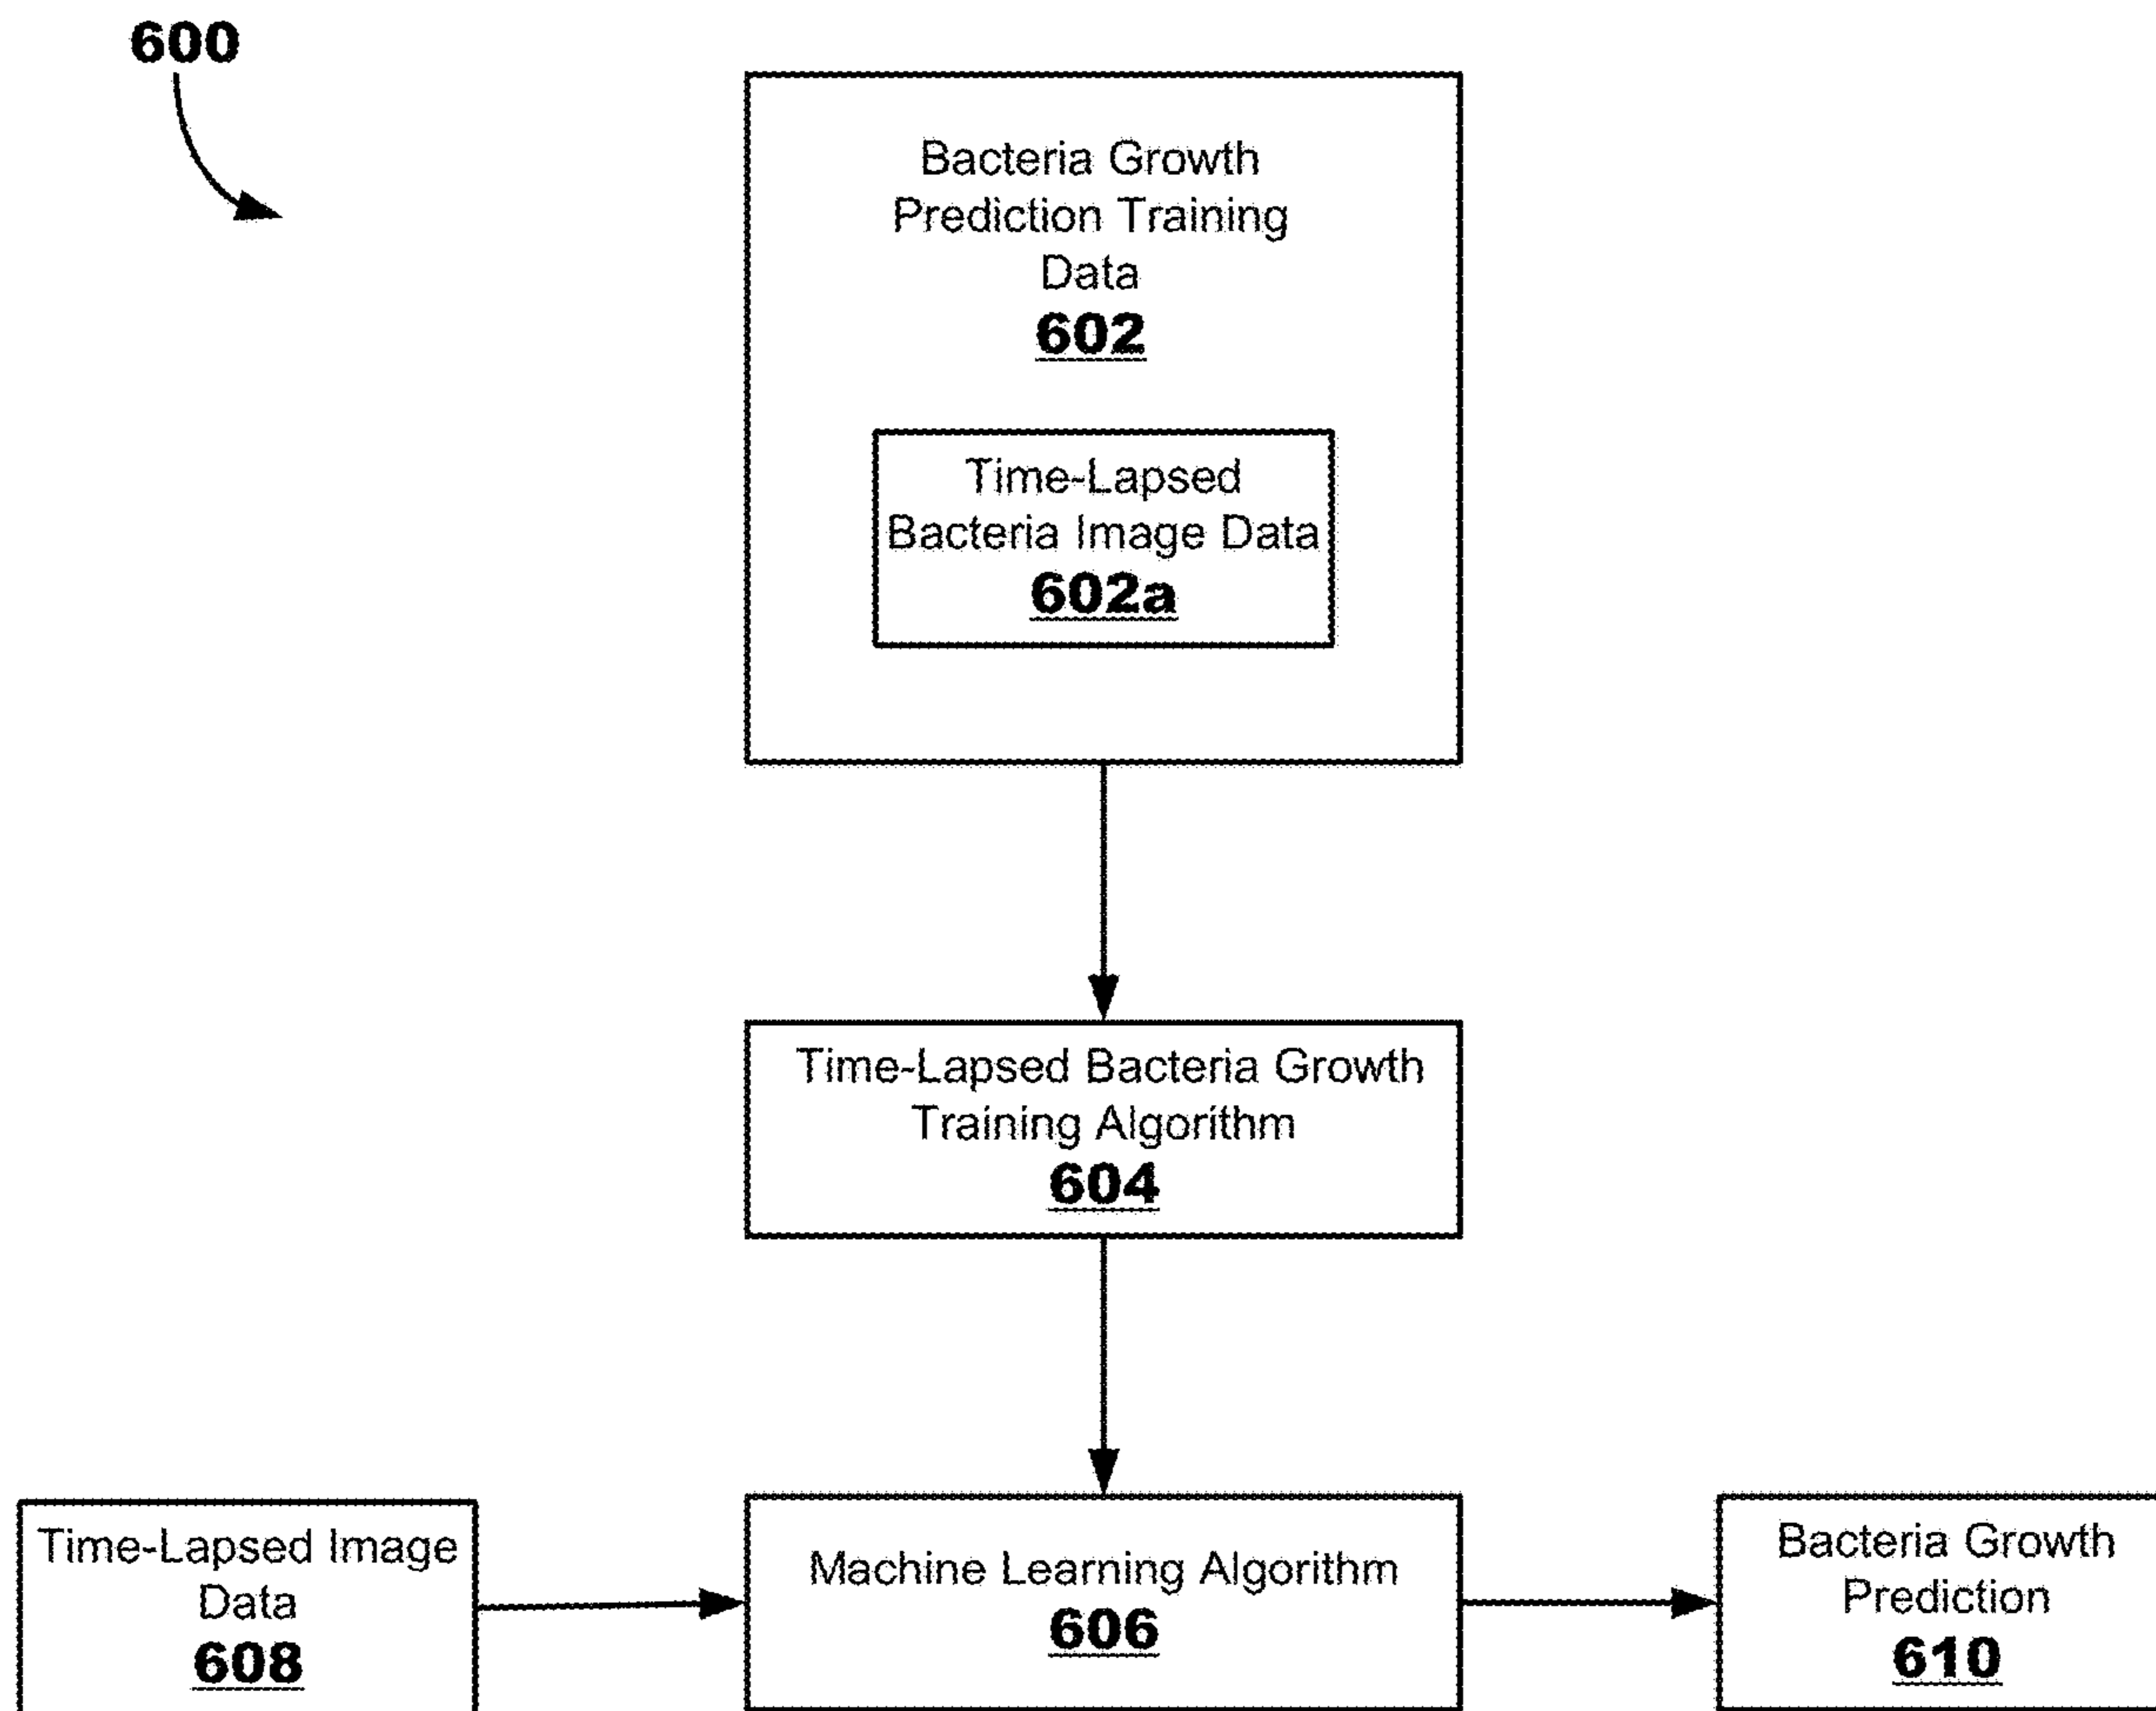 600
Bacteria Growth
Prediction Training
Data
602
Time-Lapsed
Bacteria Image Data
602a
Time-Lapsed Bacteria Growth
Training Algorithm
604
Time-Lapsed Image
Data
608
Machine Learning Algorithm
606
Bacteria Growth
Prediction
610